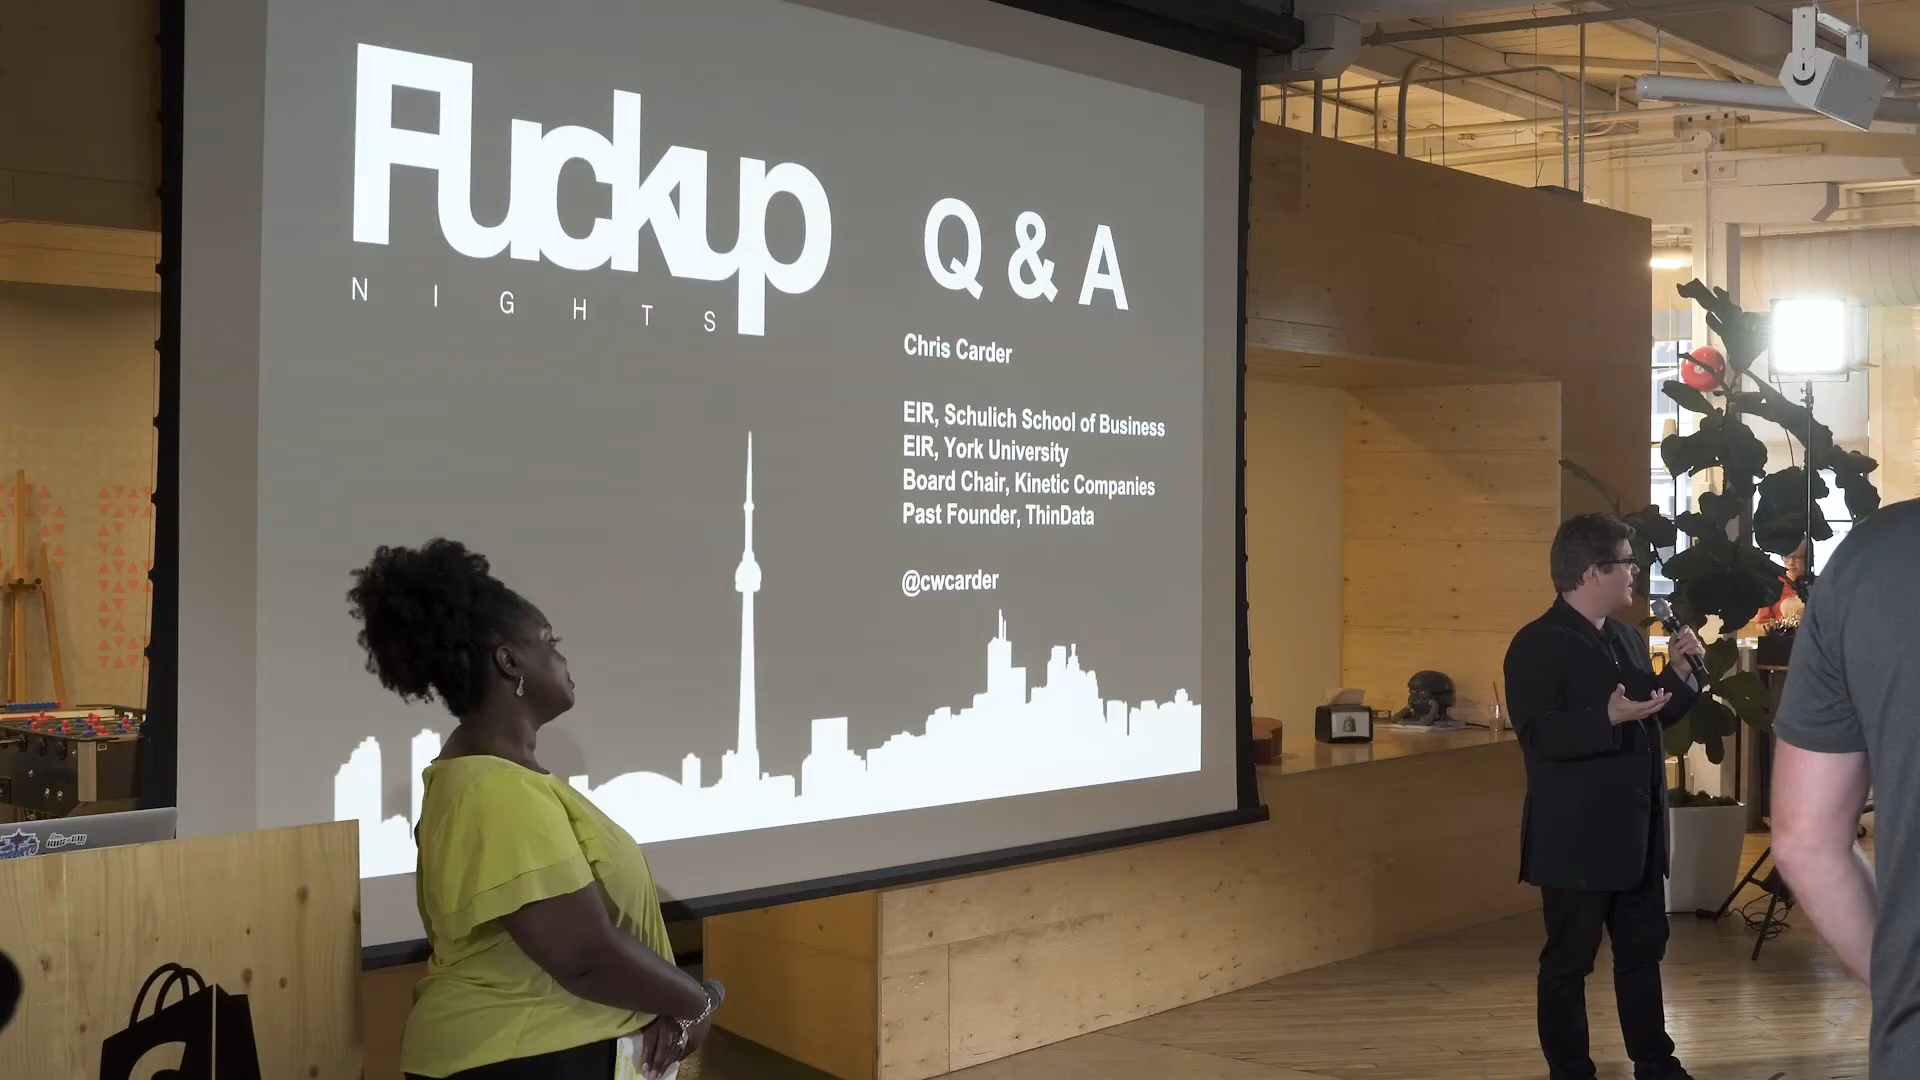 Fuckup
NIGHTS
Q & A
Chris Carder
EIR, Schulich School of Business
EIR, York University
Board Chair, Kinetic Companies
Past Founder, ThinData
@cwcarder